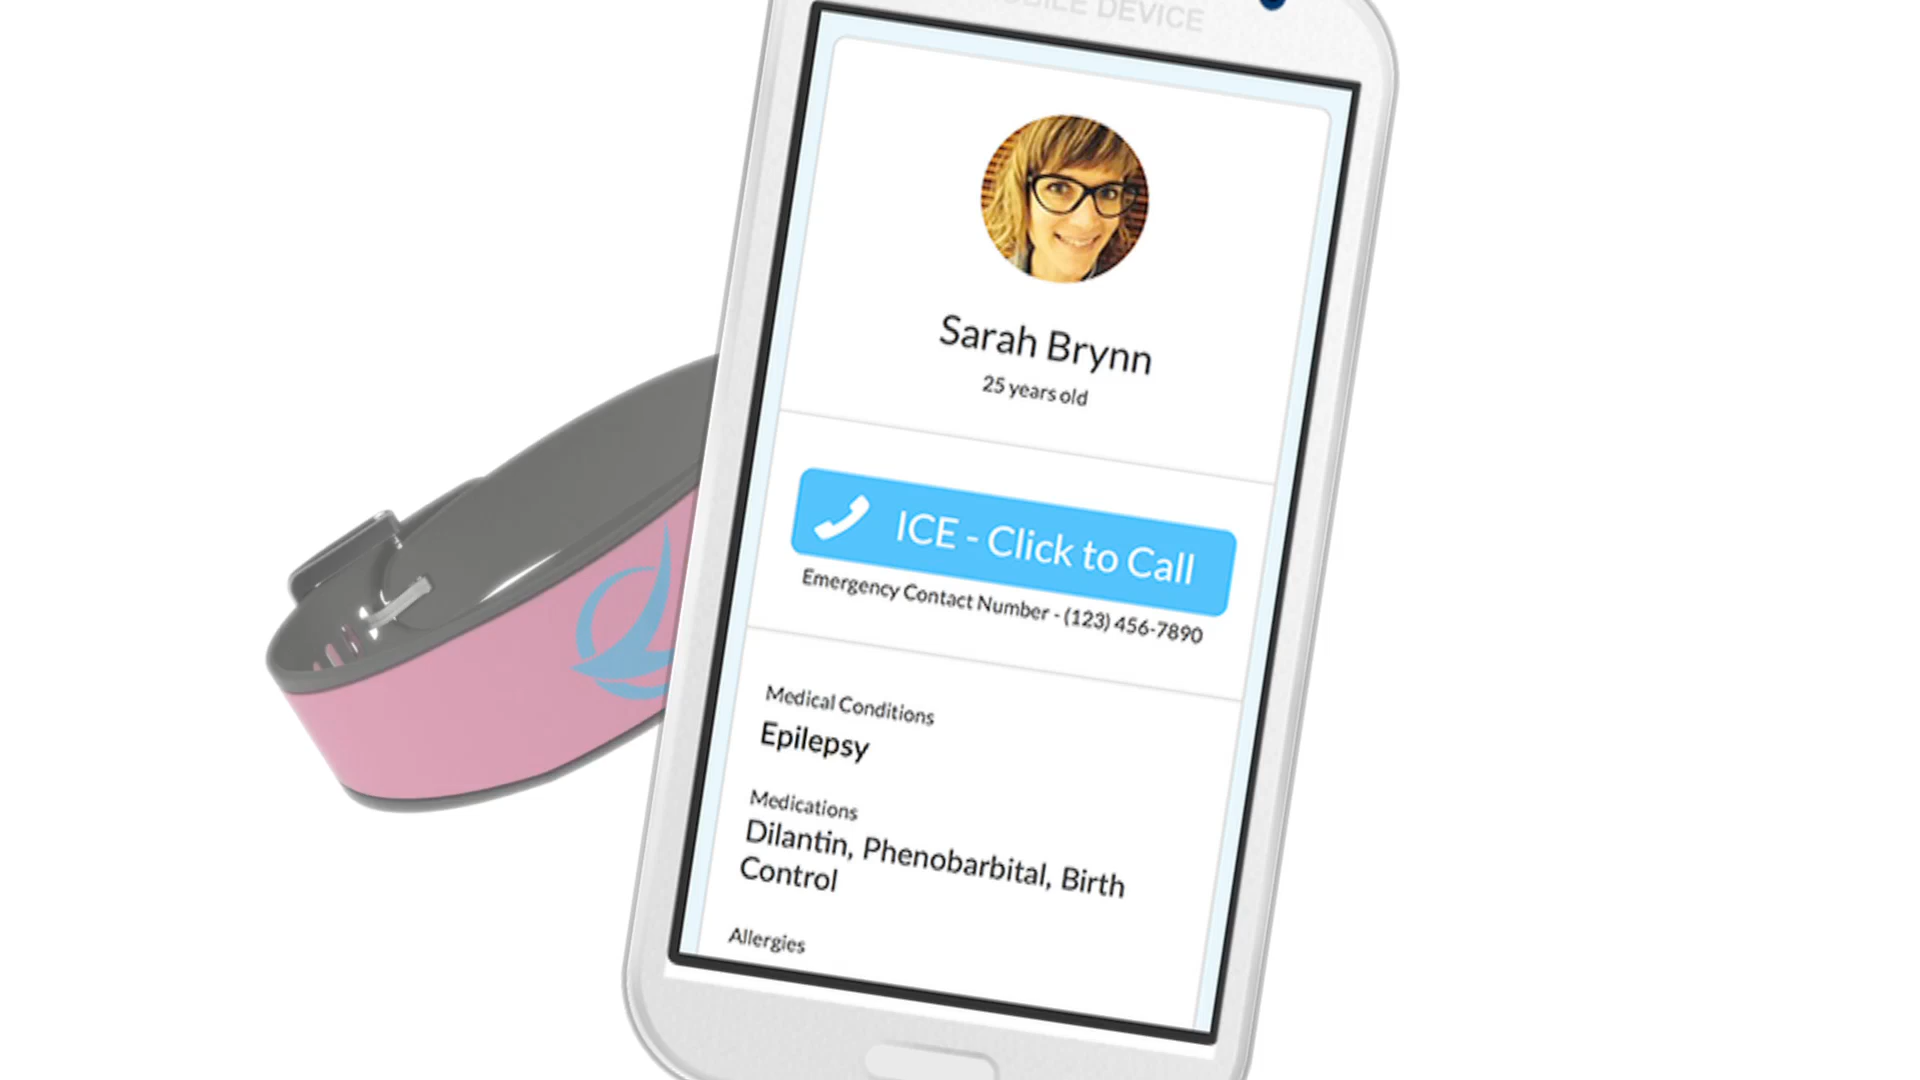 DEVICE
Sarah Brynn
25 years old
ICE - Click to Call
Emergency Contact Number - (123) 456-7890
Medical Conditions
Epilepsy
Medications
Dilantin, Phenobarbital, Birth
Control
Allergies